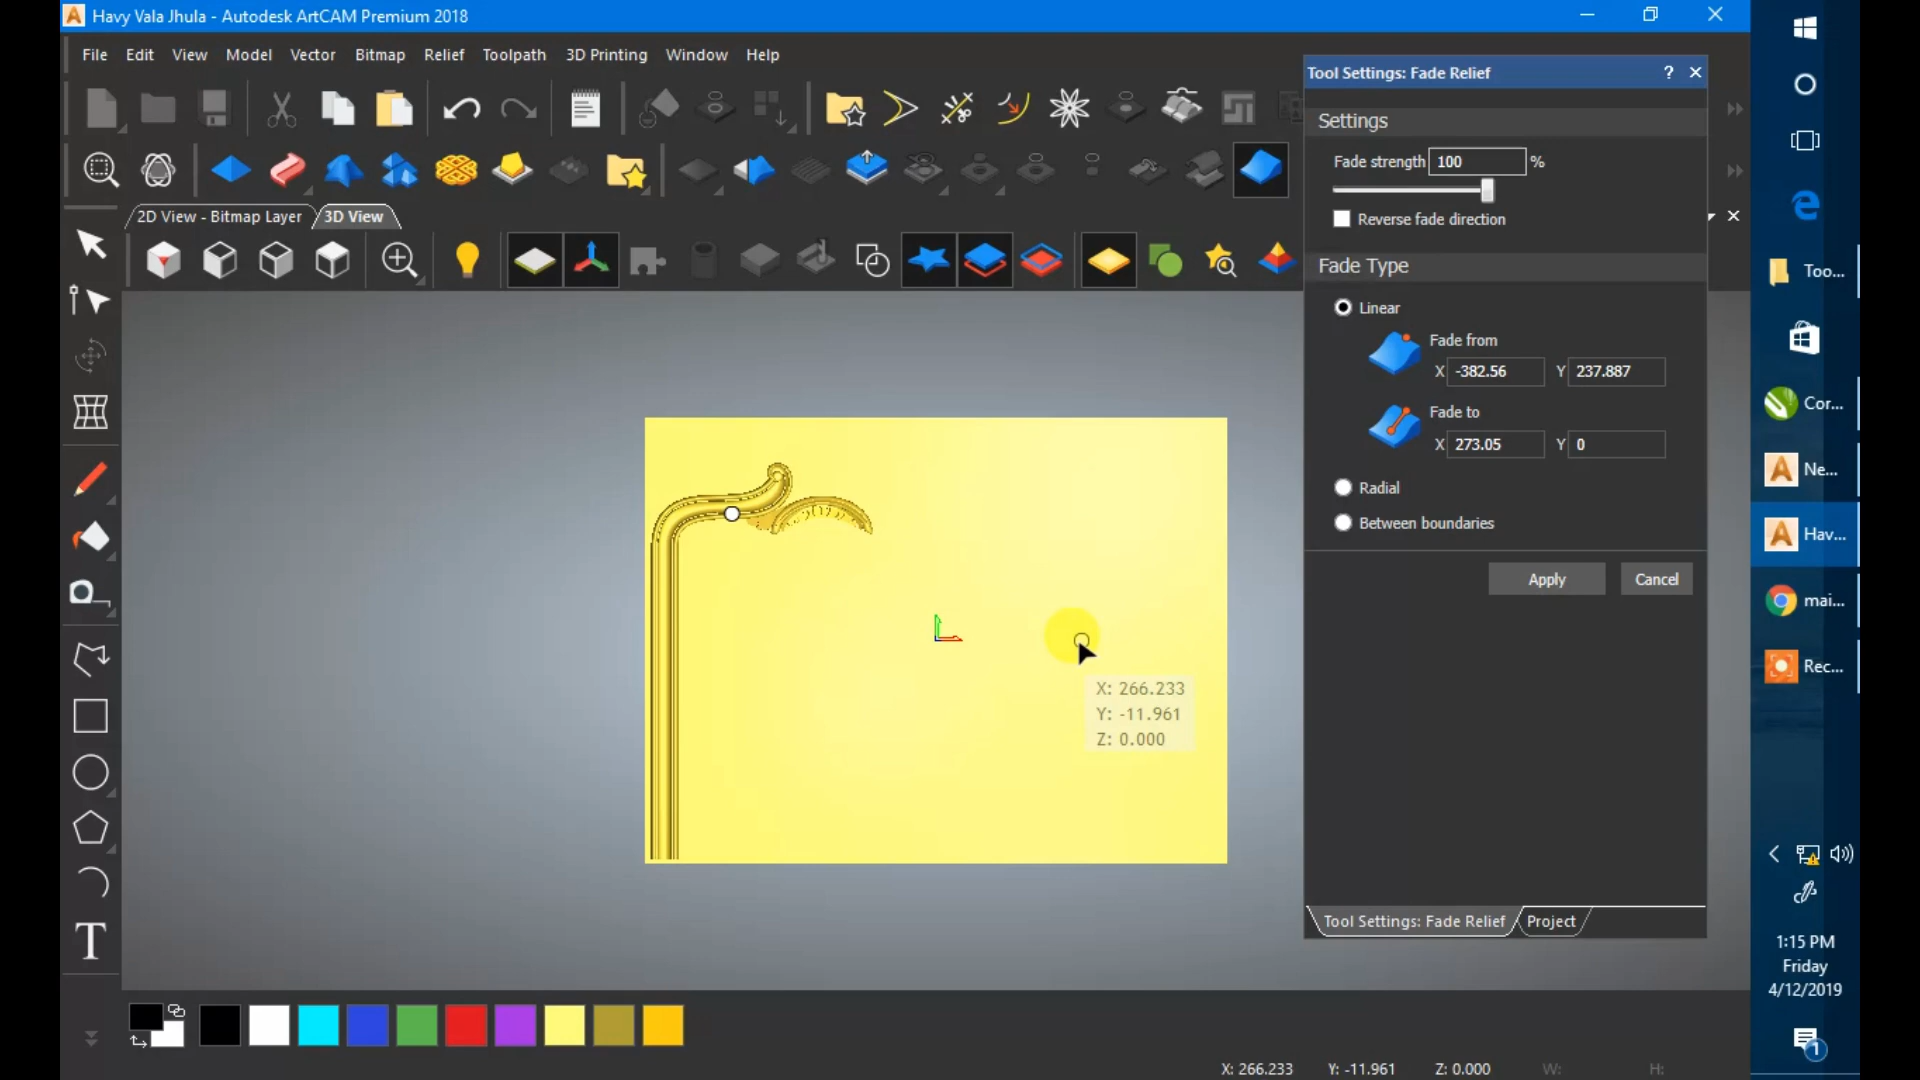 Havy Vala Jhula - Autodesk ArtCAM Premium 2018
File Edit View Model Vector Bitmap Relief Toolpath 3D Printing Window Help
Tool Settings: Fade Relief ?
Settings
Fade strength 100 %
Reverse fade direction
Fade Type
Linear
Fade from
X -382.56 Y 237.887
Fade to
X 273.05 Y 0
Radial
Between boundaries
Apply Cancel
Tool Settings: Fade Relief Project
2D View - Bitmap Layer 3D View
X: 266.233
Y: -11.961
Z: 0.000
T
X: 266.233 Y: -11.961 Z: 0.000 W: H:
Too...
Cor...
Ne...
Hav...
mai...
Rec...
1:15 PM
Friday
4/12/2019
1